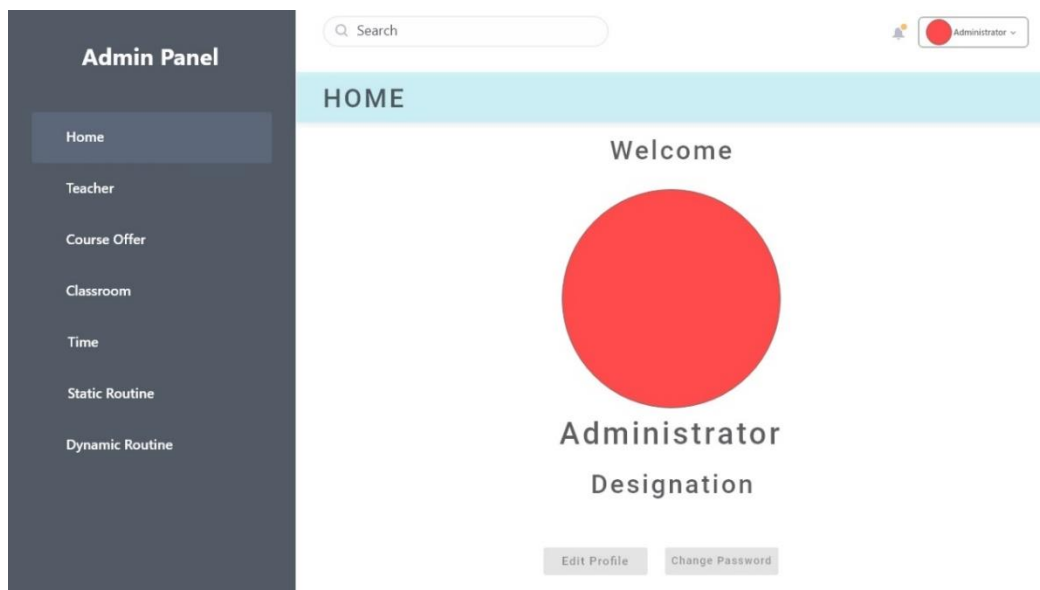 Admin Panel
Home
Teacher
Course Offer
Classroom
Time
Static Routine
Dynamic Routine
Search
Administrator
HOME
Welcome
Administrator
Designation
Edit Profile
Change Password